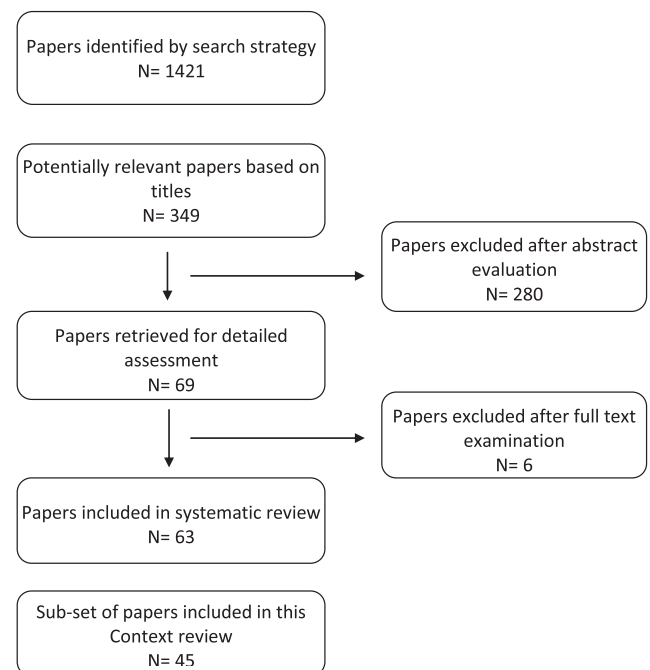 Papers identified by search strategy
N= 1421
Potentially relevant papers based on
titles
N= 349
Papers excluded after abstract
evaluation
N= 280
Papers retrieved for detailed
assessment
N= 69
Papers excluded after full text
examination
N= 6
Papers included in systematic review
N= 63
Sub-set of papers included in this
Context review
N= 45